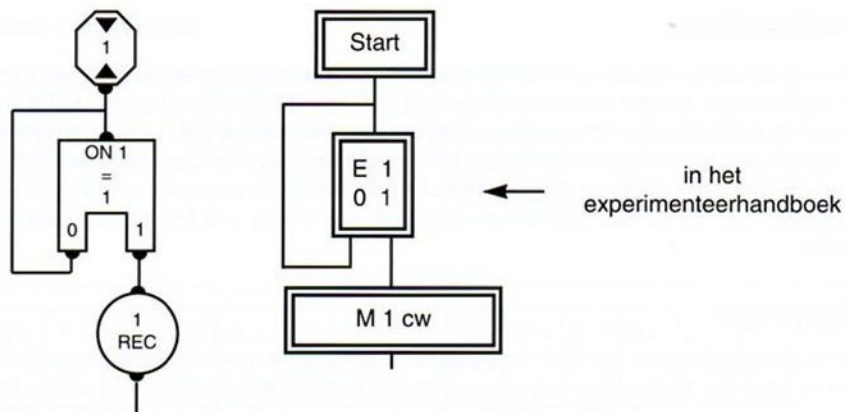 1
ON 1
=
1
0 1
1
REC
Start
E 1
0 1
M 1 cw
in het
experimenteerhandboek